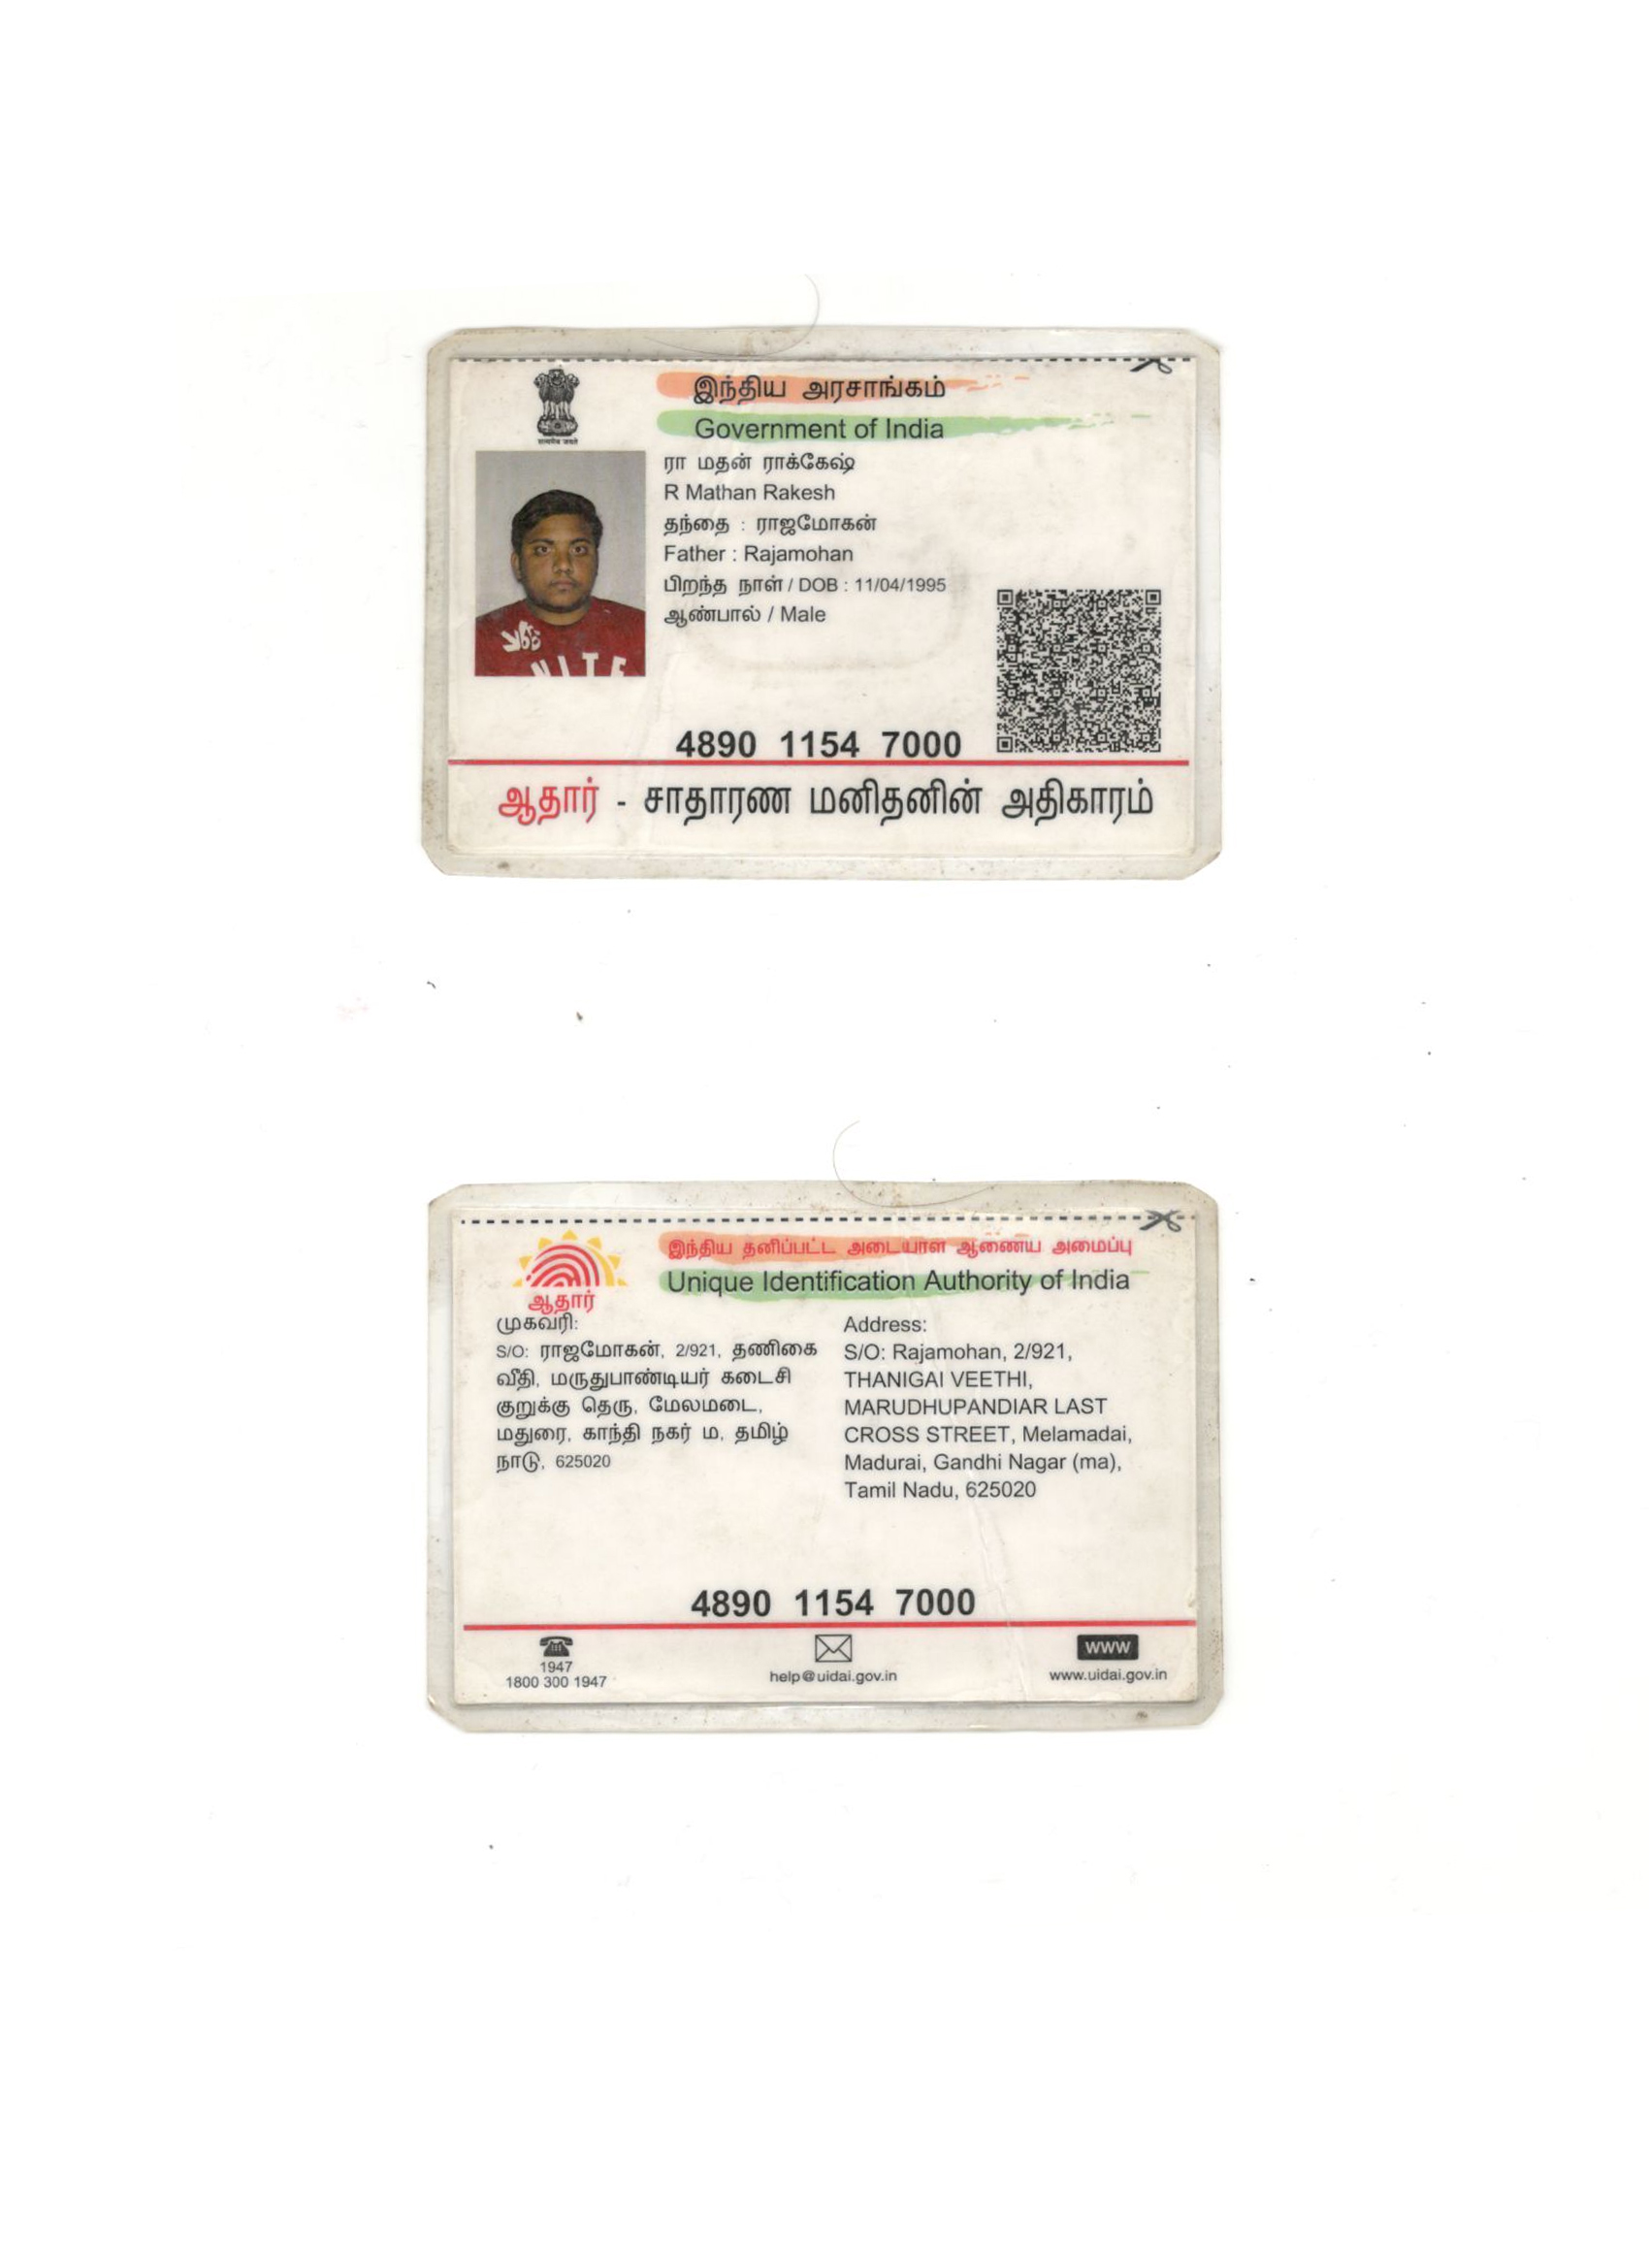 இந்திய அரசாங்கம்
Government of India
सत्यमेव जयते
ரா மதன் ராக்கேஷ்
R Mathan Rakesh
தந்தை : ராஜமோகன்
Father : Rajamohan
பிறந்த நாள் / DOB : 11/04/1995
ஆண்பால் / Male
4890 1154 7000
ஆதார் - சாதாரண மனிதனின் அதிகாரம்
இந்திய தனிப்பட்ட அடையாள ஆணைய அமைப்பு
Unique Identification Authority of India
ஆதார்
முகவரி:
S/O: ராஜமோகன், 2/921, தணிகை
வீதி, மருதுபாண்டியர் கடைசி
குறுக்கு தெரு, மேலமடை,
மதுரை, காந்தி நகர் ம, தமிழ்
நாடு, 625020
Address:
S/O: Rajamohan, 2/921,
THANIGAI VEETHI,
MARUDHUPANDIAR LAST
CROSS STREET, Melamadai,
Madurai, Gandhi Nagar (ma),
Tamil Nadu, 625020
4890 1154 7000
1947
1800 300 1947
help@uidai.gov.in
www
www.uidai.gov.in